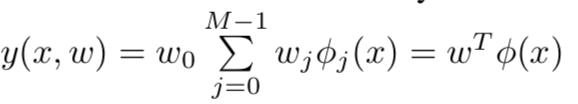 y(x, w) = w_0 \sum_{j=0}^{M-1} w_j \phi_j(x) = w^T \phi(x)